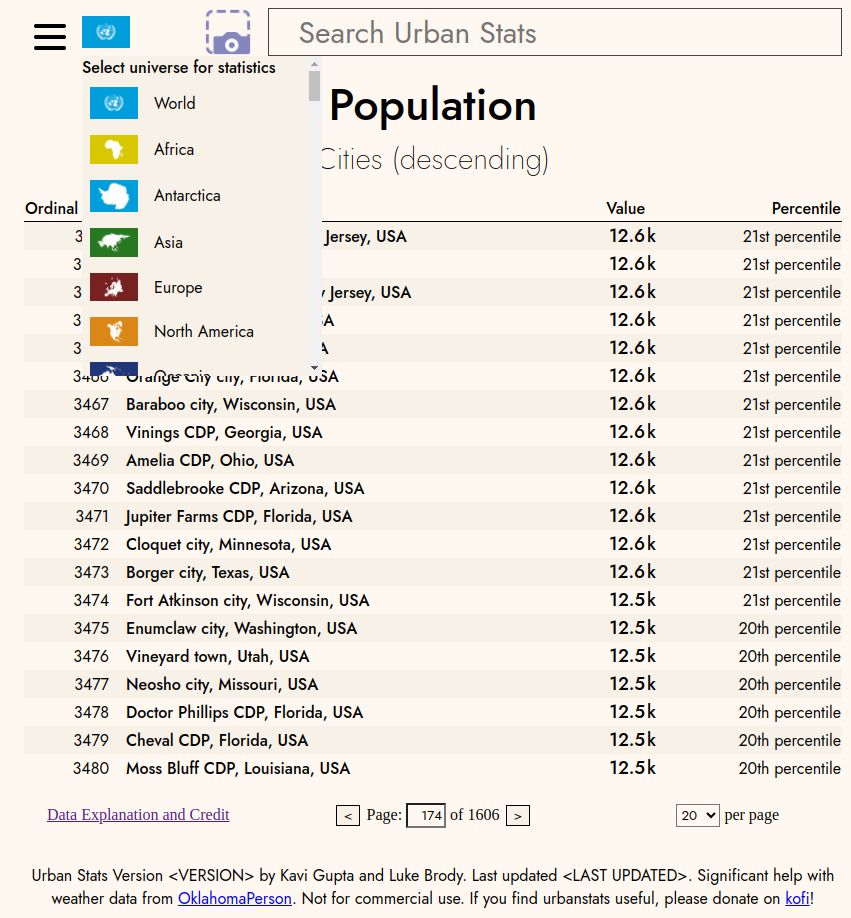 Search Urban Stats
Select universe for statistics
World
Africa
Antarctica
Asia
Europe
North America
Population
Cities (descending)
Ordinal Value Percentile
3 Jersey, USA 12.6k 21st percentile
3 12.6k 21st percentile
3 Jersey, USA 12.6k 21st percentile
3 12.6k 21st percentile
3 12.6k 21st percentile
3466 Orange City city, Florida, USA 12.6k 21st percentile
3467 Baraboo city, Wisconsin, USA 12.6k 21st percentile
3468 Vinings CDP, Georgia, USA 12.6k 21st percentile
3469 Amelia CDP, Ohio, USA 12.6k 21st percentile
3470 Saddlebrooke CDP, Arizona, USA 12.6k 21st percentile
3471 Jupiter Farms CDP, Florida, USA 12.6k 21st percentile
3472 Cloquet city, Minnesota, USA 12.6k 21st percentile
3473 Borger city, Texas, USA 12.6k 21st percentile
3474 Fort Atkinson city, Wisconsin, USA 12.5k 21st percentile
3475 Enumclaw city, Washington, USA 12.5k 20th percentile
3476 Vineyard town, Utah, USA 12.5k 20th percentile
3477 Neosho city, Missouri, USA 12.5k 20th percentile
3478 Doctor Phillips CDP, Florida, USA 12.5k 20th percentile
3479 Cheval CDP, Florida, USA 12.5k 20th percentile
3480 Moss Bluff CDP, Louisiana, USA 12.5k 20th percentile
Data Explanation and Credit < Page: 174 of 1606 > 20 per page
Urban Stats Version <VERSION> by Kavi Gupta and Luke Brody. Last updated <LAST UPDATED>. Significant help with
weather data from OklahomaPerson. Not for commercial use. If you find urbanstats useful, please donate on kofi!